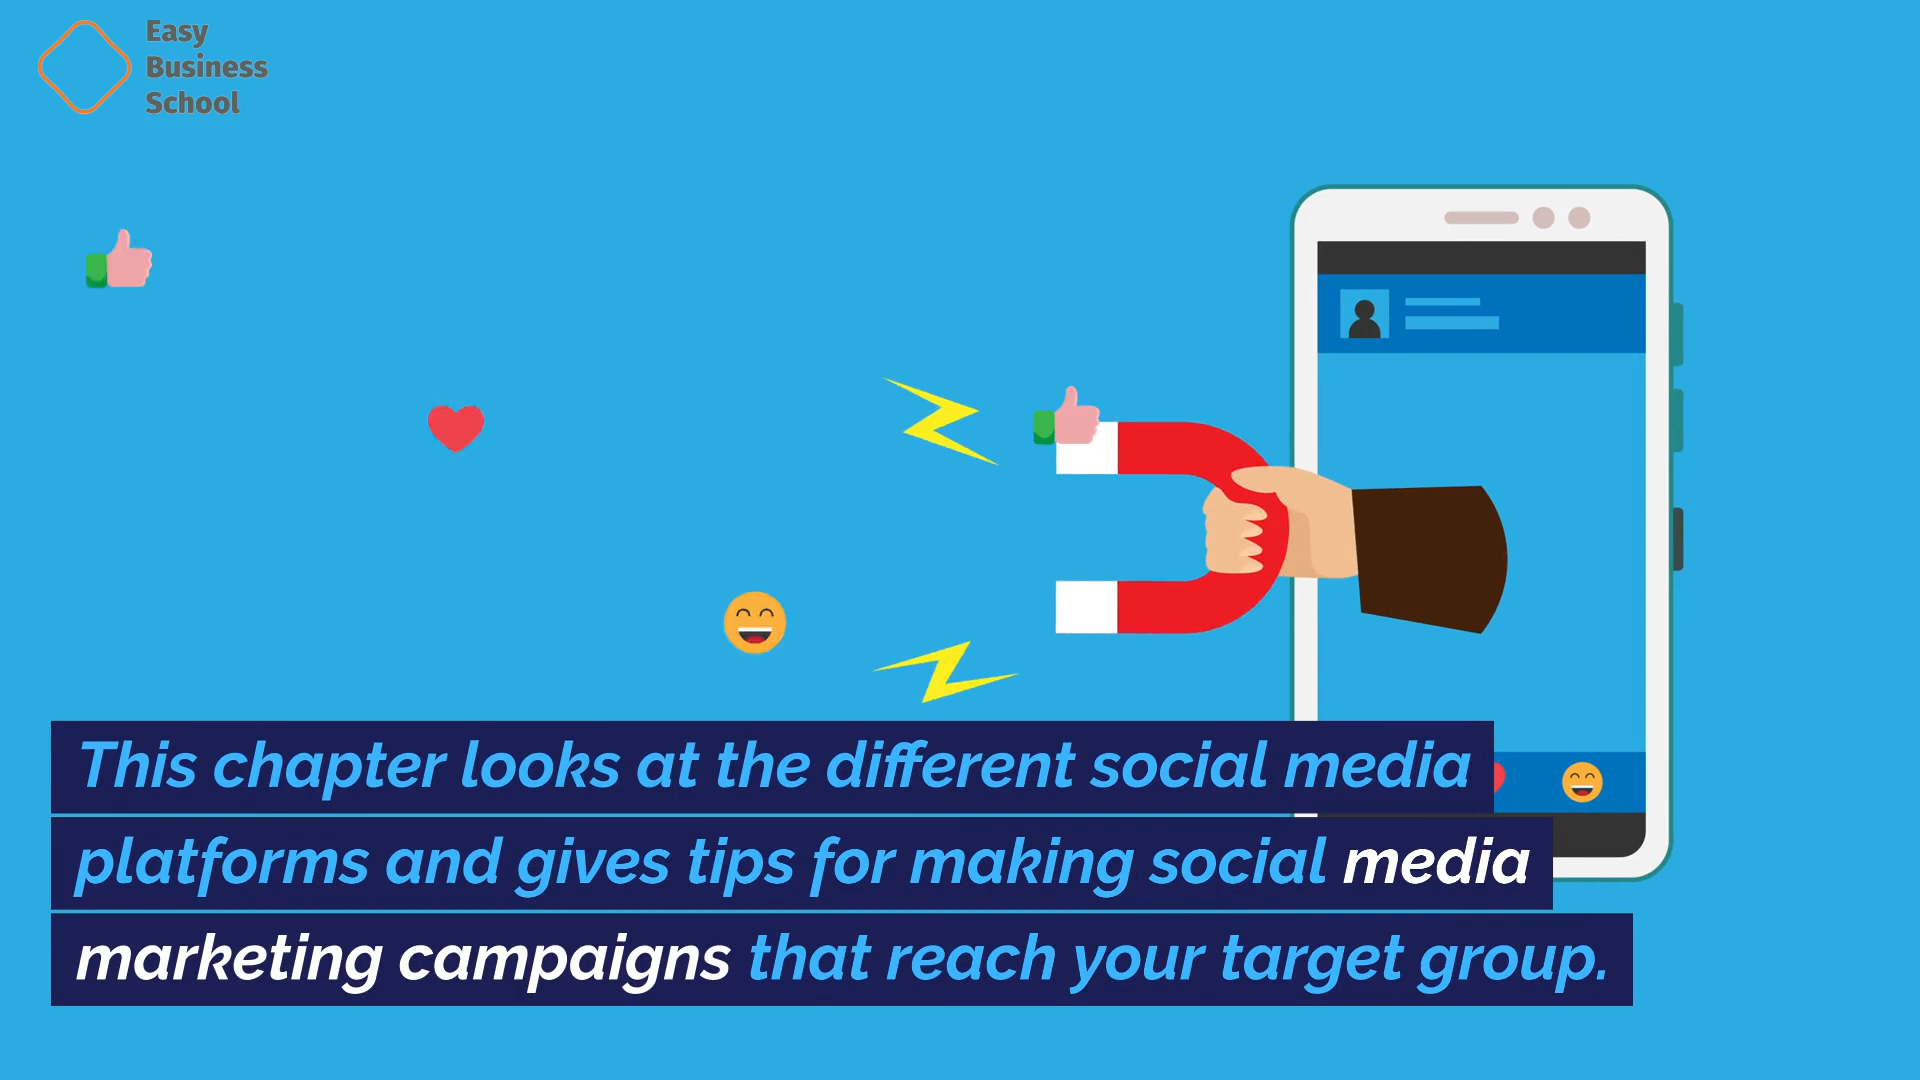 Easy
Business
School
This chapter looks at the different social media
platforms and gives tips for making social media
marketing campaigns that reach your target group.